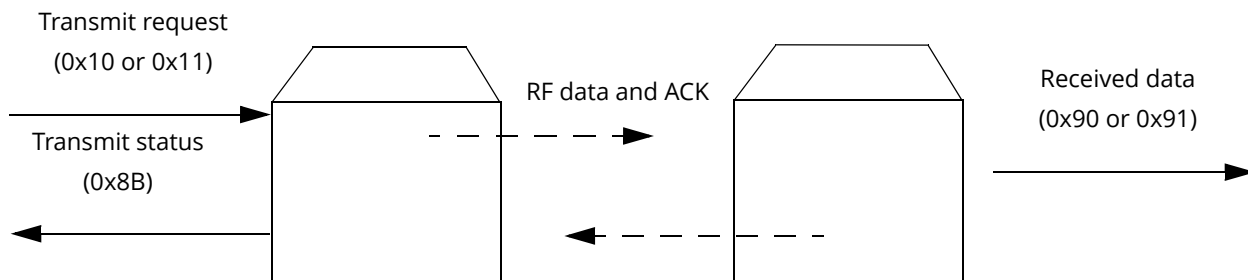 Transmit request
(0x10 or 0x11)
Transmit status
(0x8B)
RF data and ACK
Received data
(0x90 or 0x91)